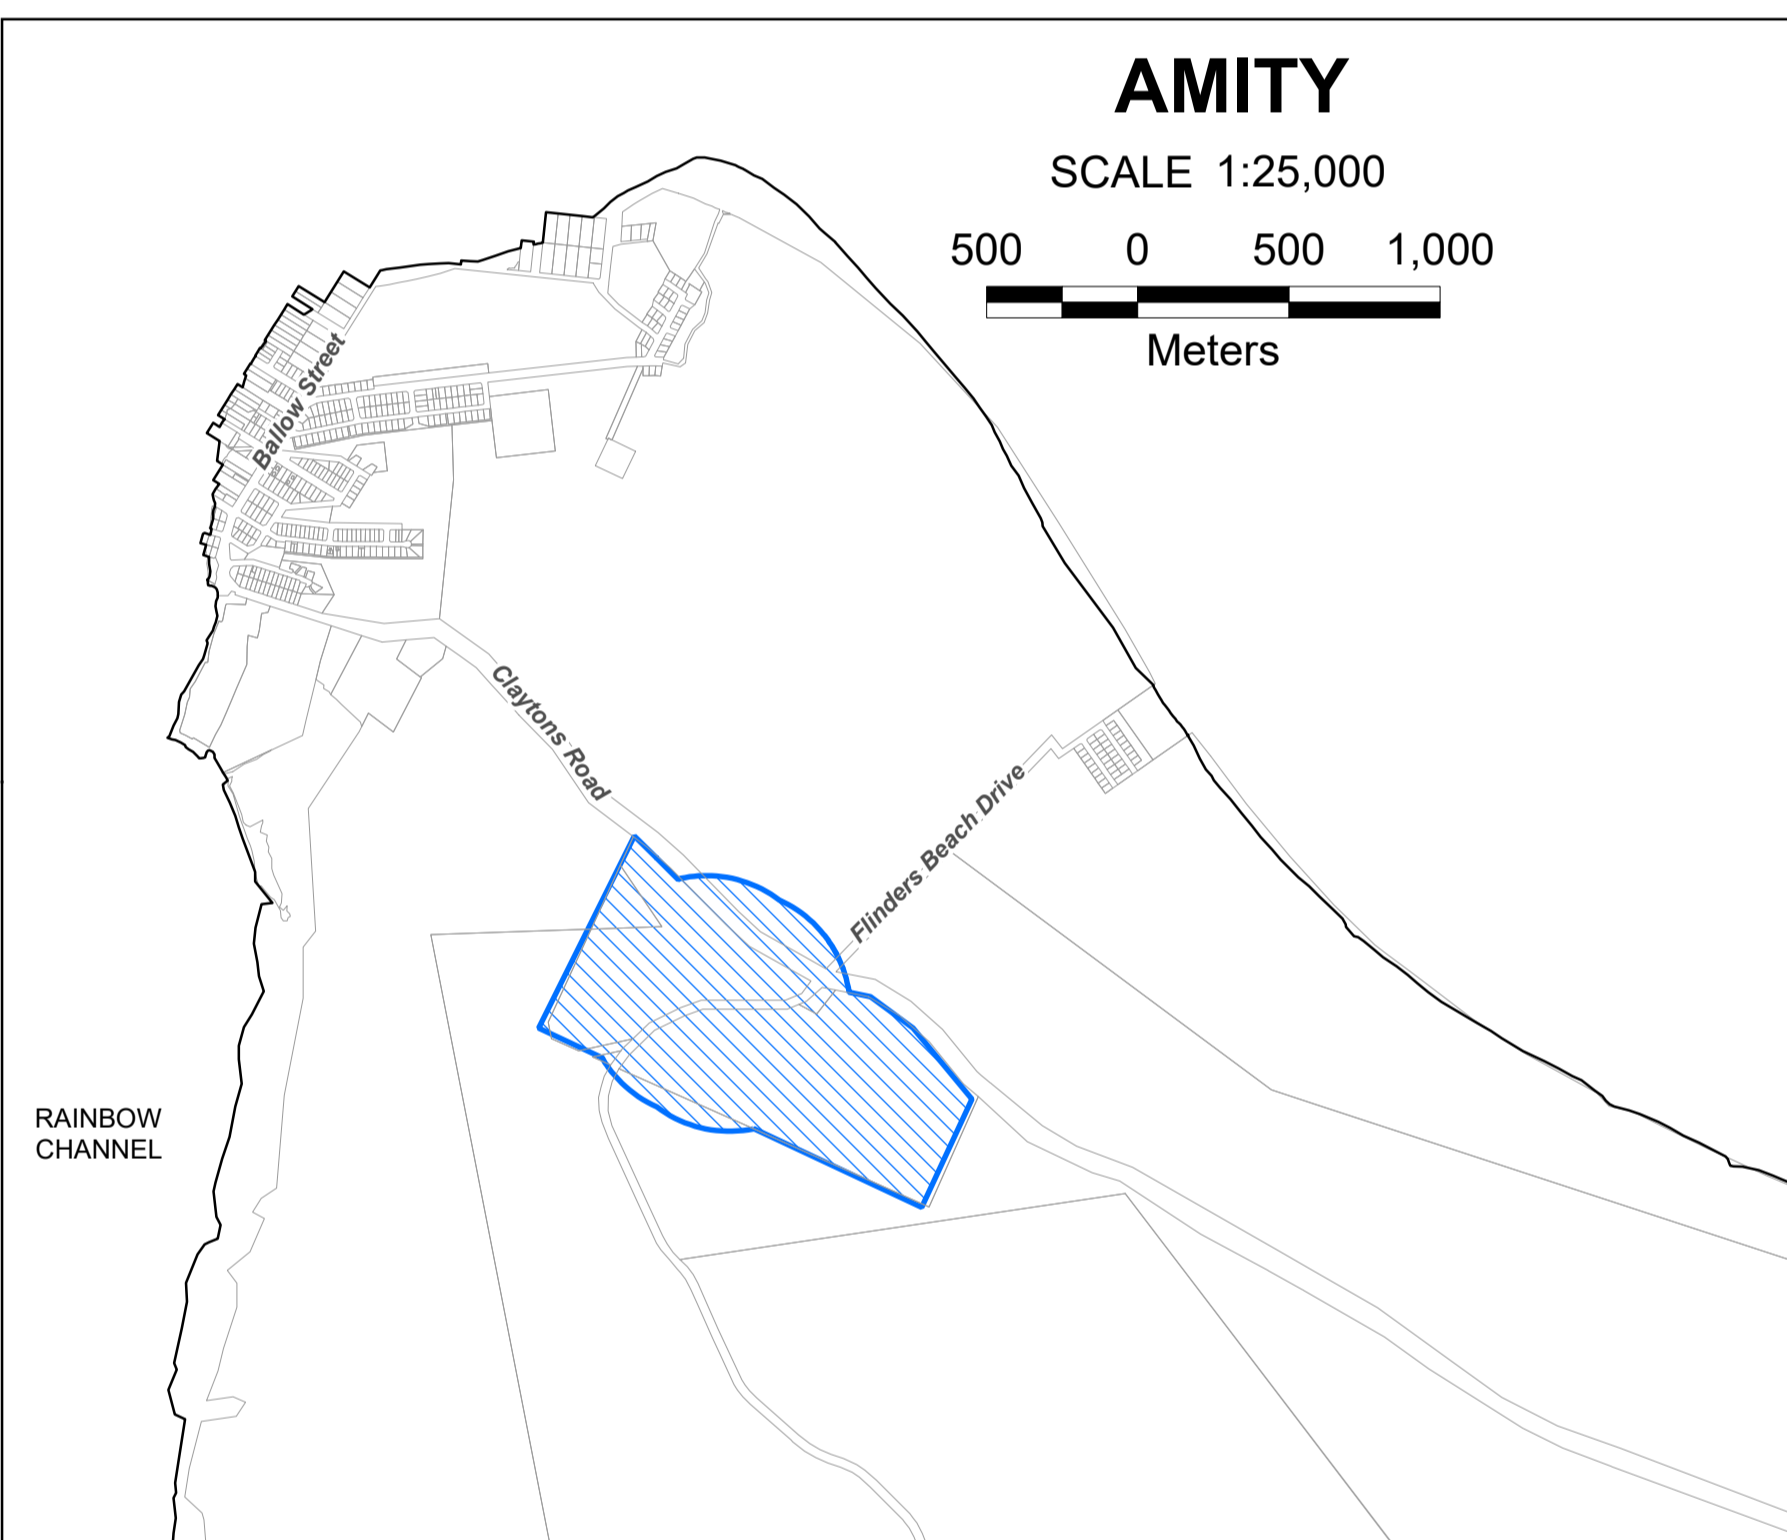 AMITY
SCALE 1:25,000
500 0 500 1,000
Meters
Ballow Street
Claytons Road
Flinders Beach Drive
RAINBOW
CHANNEL